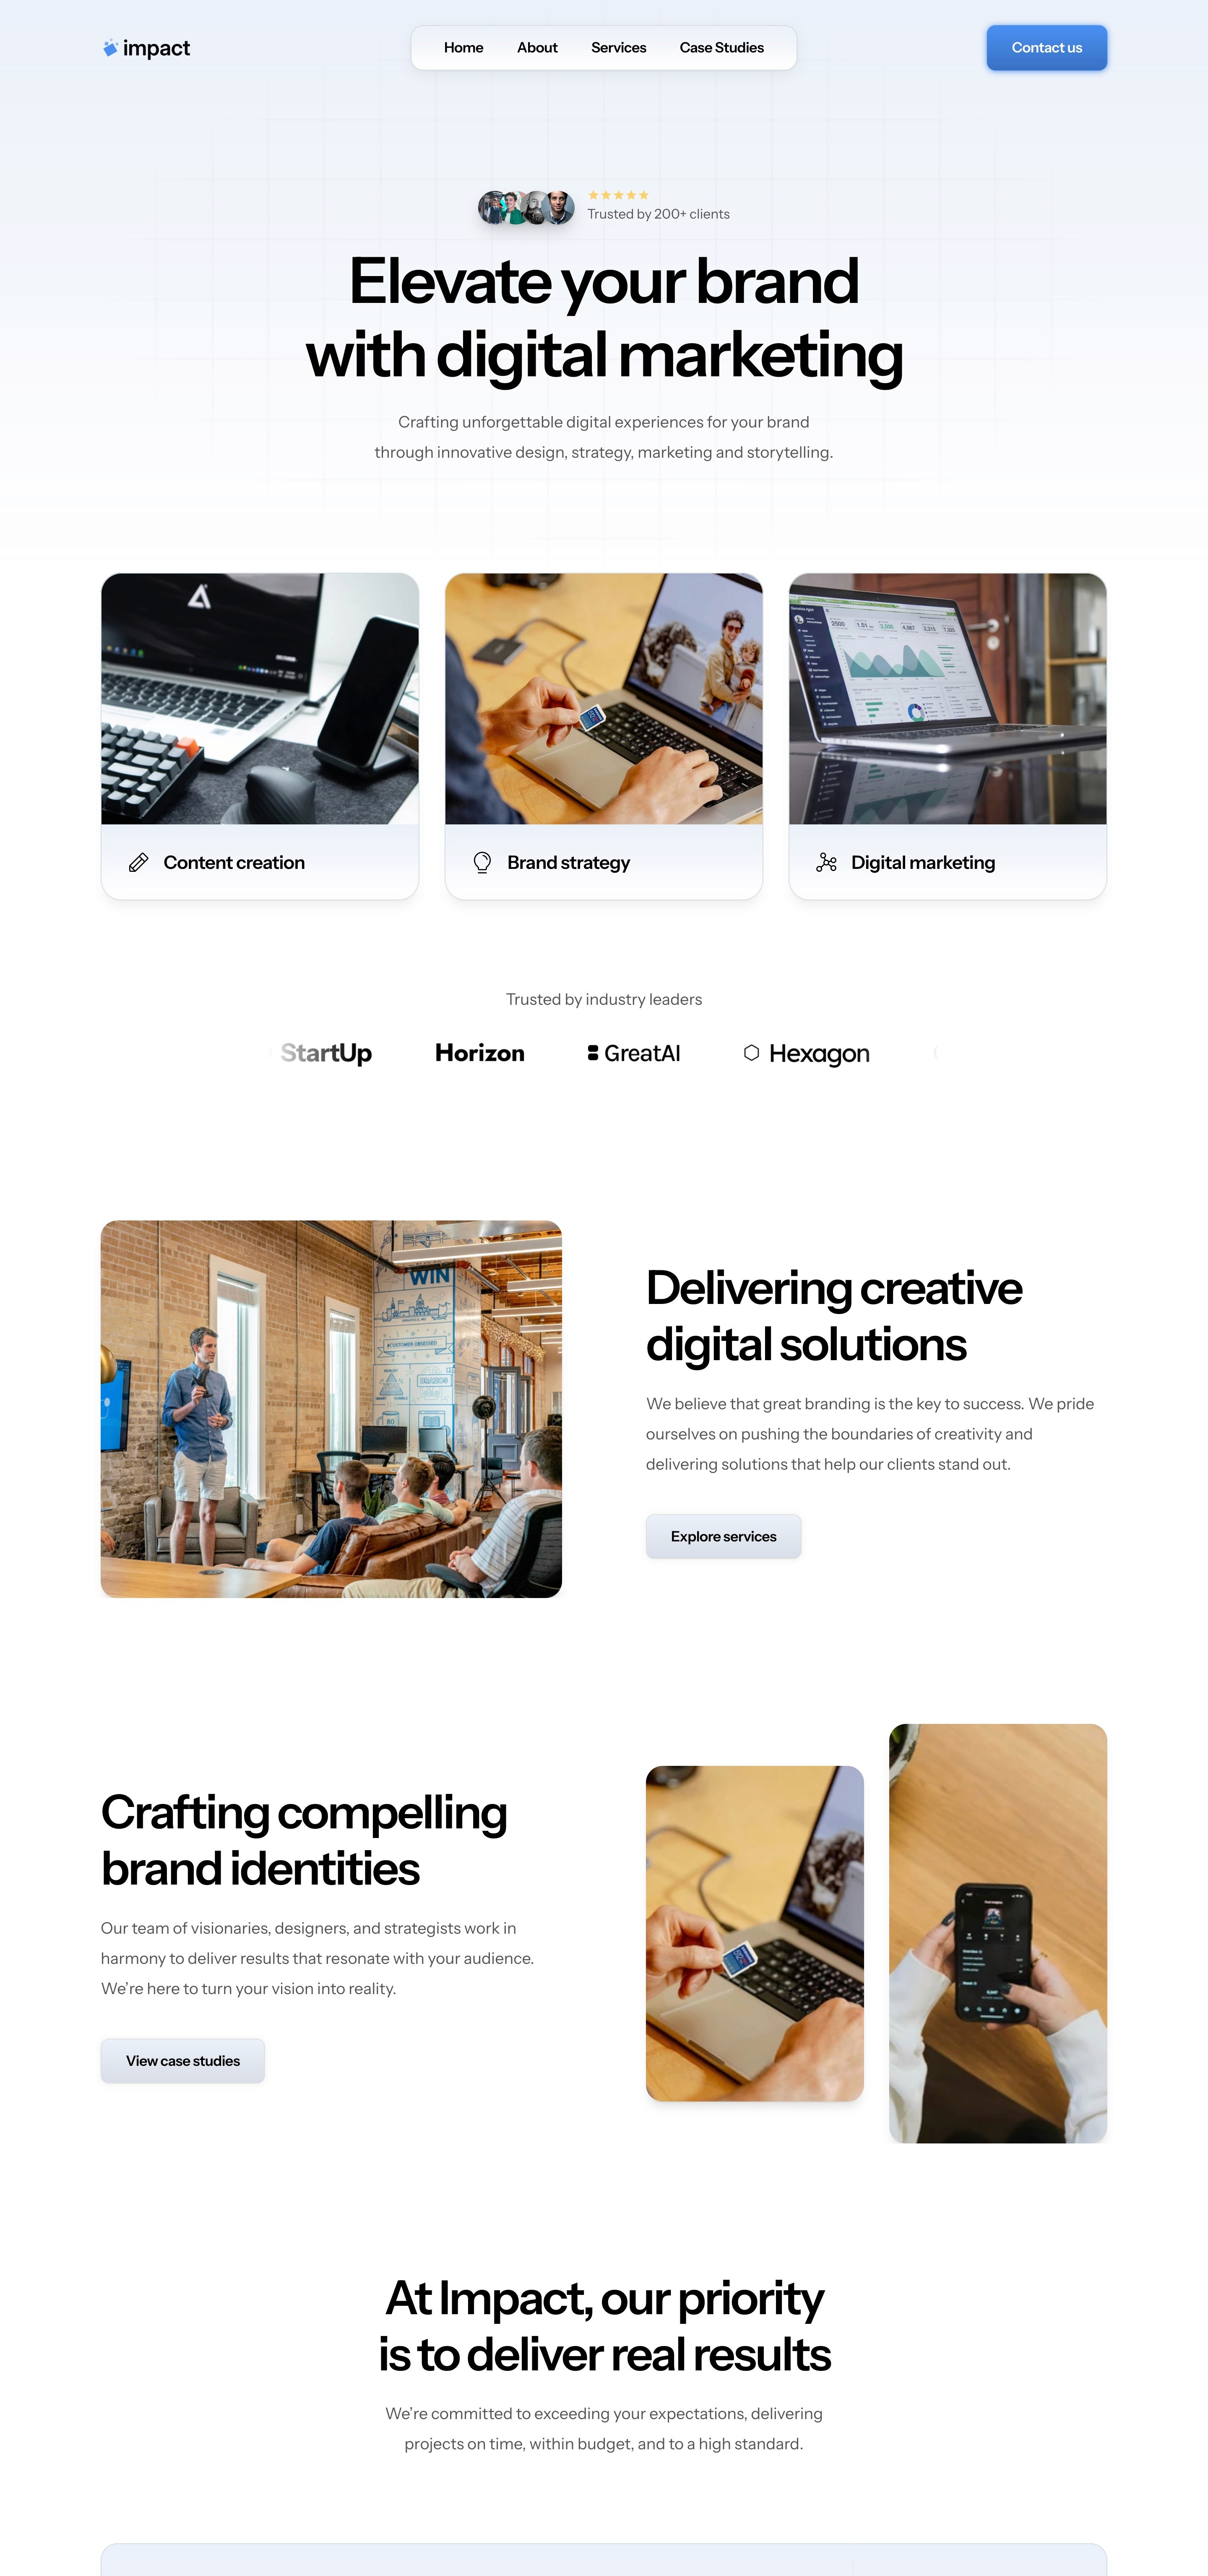 impact
Home
About
Services
Case Studies
Contact us
Trusted by 200+ clients
Elevate your brand
with digital marketing
Crafting unforgettable digital experiences for your brand
through innovative design, strategy, marketing and storytelling.
Content creation
Brand strategy
Digital marketing
Trusted by industry leaders
StartUp
Horizon
GreatAI
Hexagon
WIN
#CUSTOMER OBSESSED
Delivering creative
digital solutions
We believe that great branding is the key to success. We pride
ourselves on pushing the boundaries of creativity and
delivering solutions that help our clients stand out.
Explore services
Crafting compelling
brand identities
Our team of visionaries, designers, and strategists work in
harmony to deliver results that resonate with your audience.
We’re here to turn your vision into reality.
View case studies
At Impact, our priority
is to deliver real results
We’re committed to exceeding your expectations, delivering
projects on time, within budget, and to a high standard.